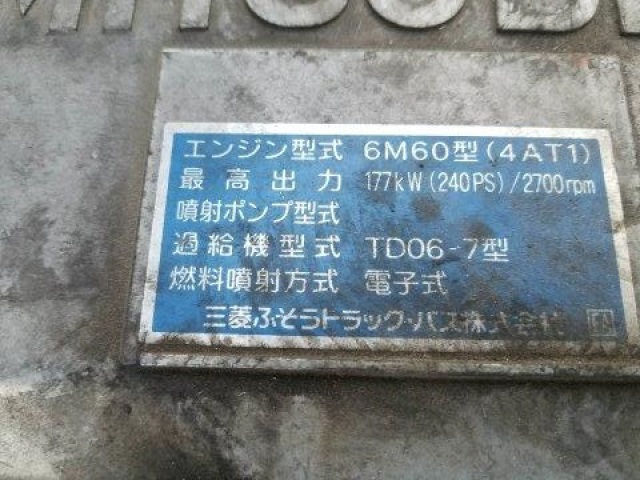 MITSUBI
エンジン型式 6M60型(4AT1)
最高出力 177kW(240PS)/2700rpm
噴射ポンプ型式
過給機型式 TD06-7型
燃料噴射方式 電子式
三菱ふそうトラック・バス株式会社